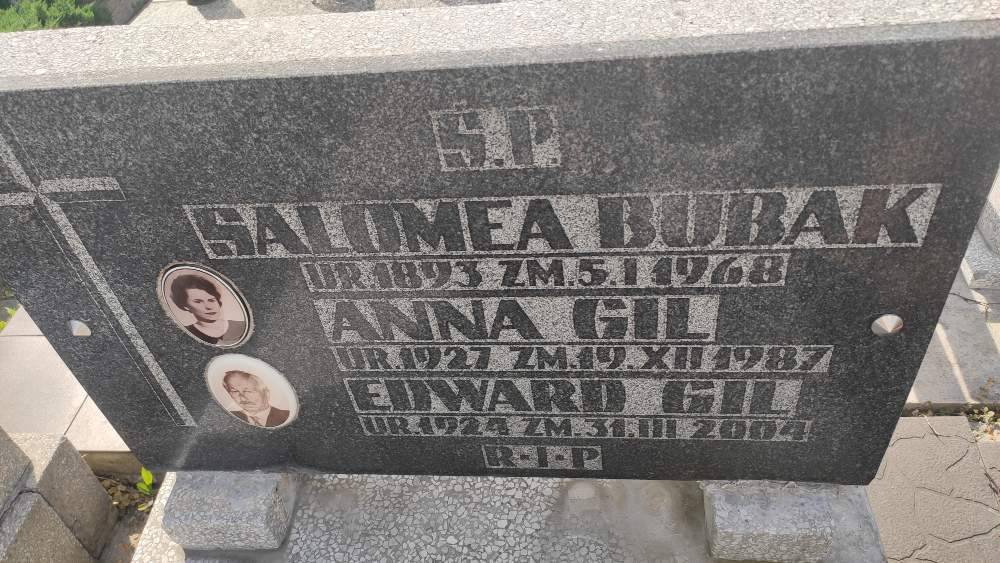 S.P.
SALOMEA BUBAK
UR.1893 ZM.5.I 1968
ANNA GIL
UR.1927 ZM.19.XII 1987
EDWARD GIL
UR.1924 ZM.31.III 2004
R·I·P